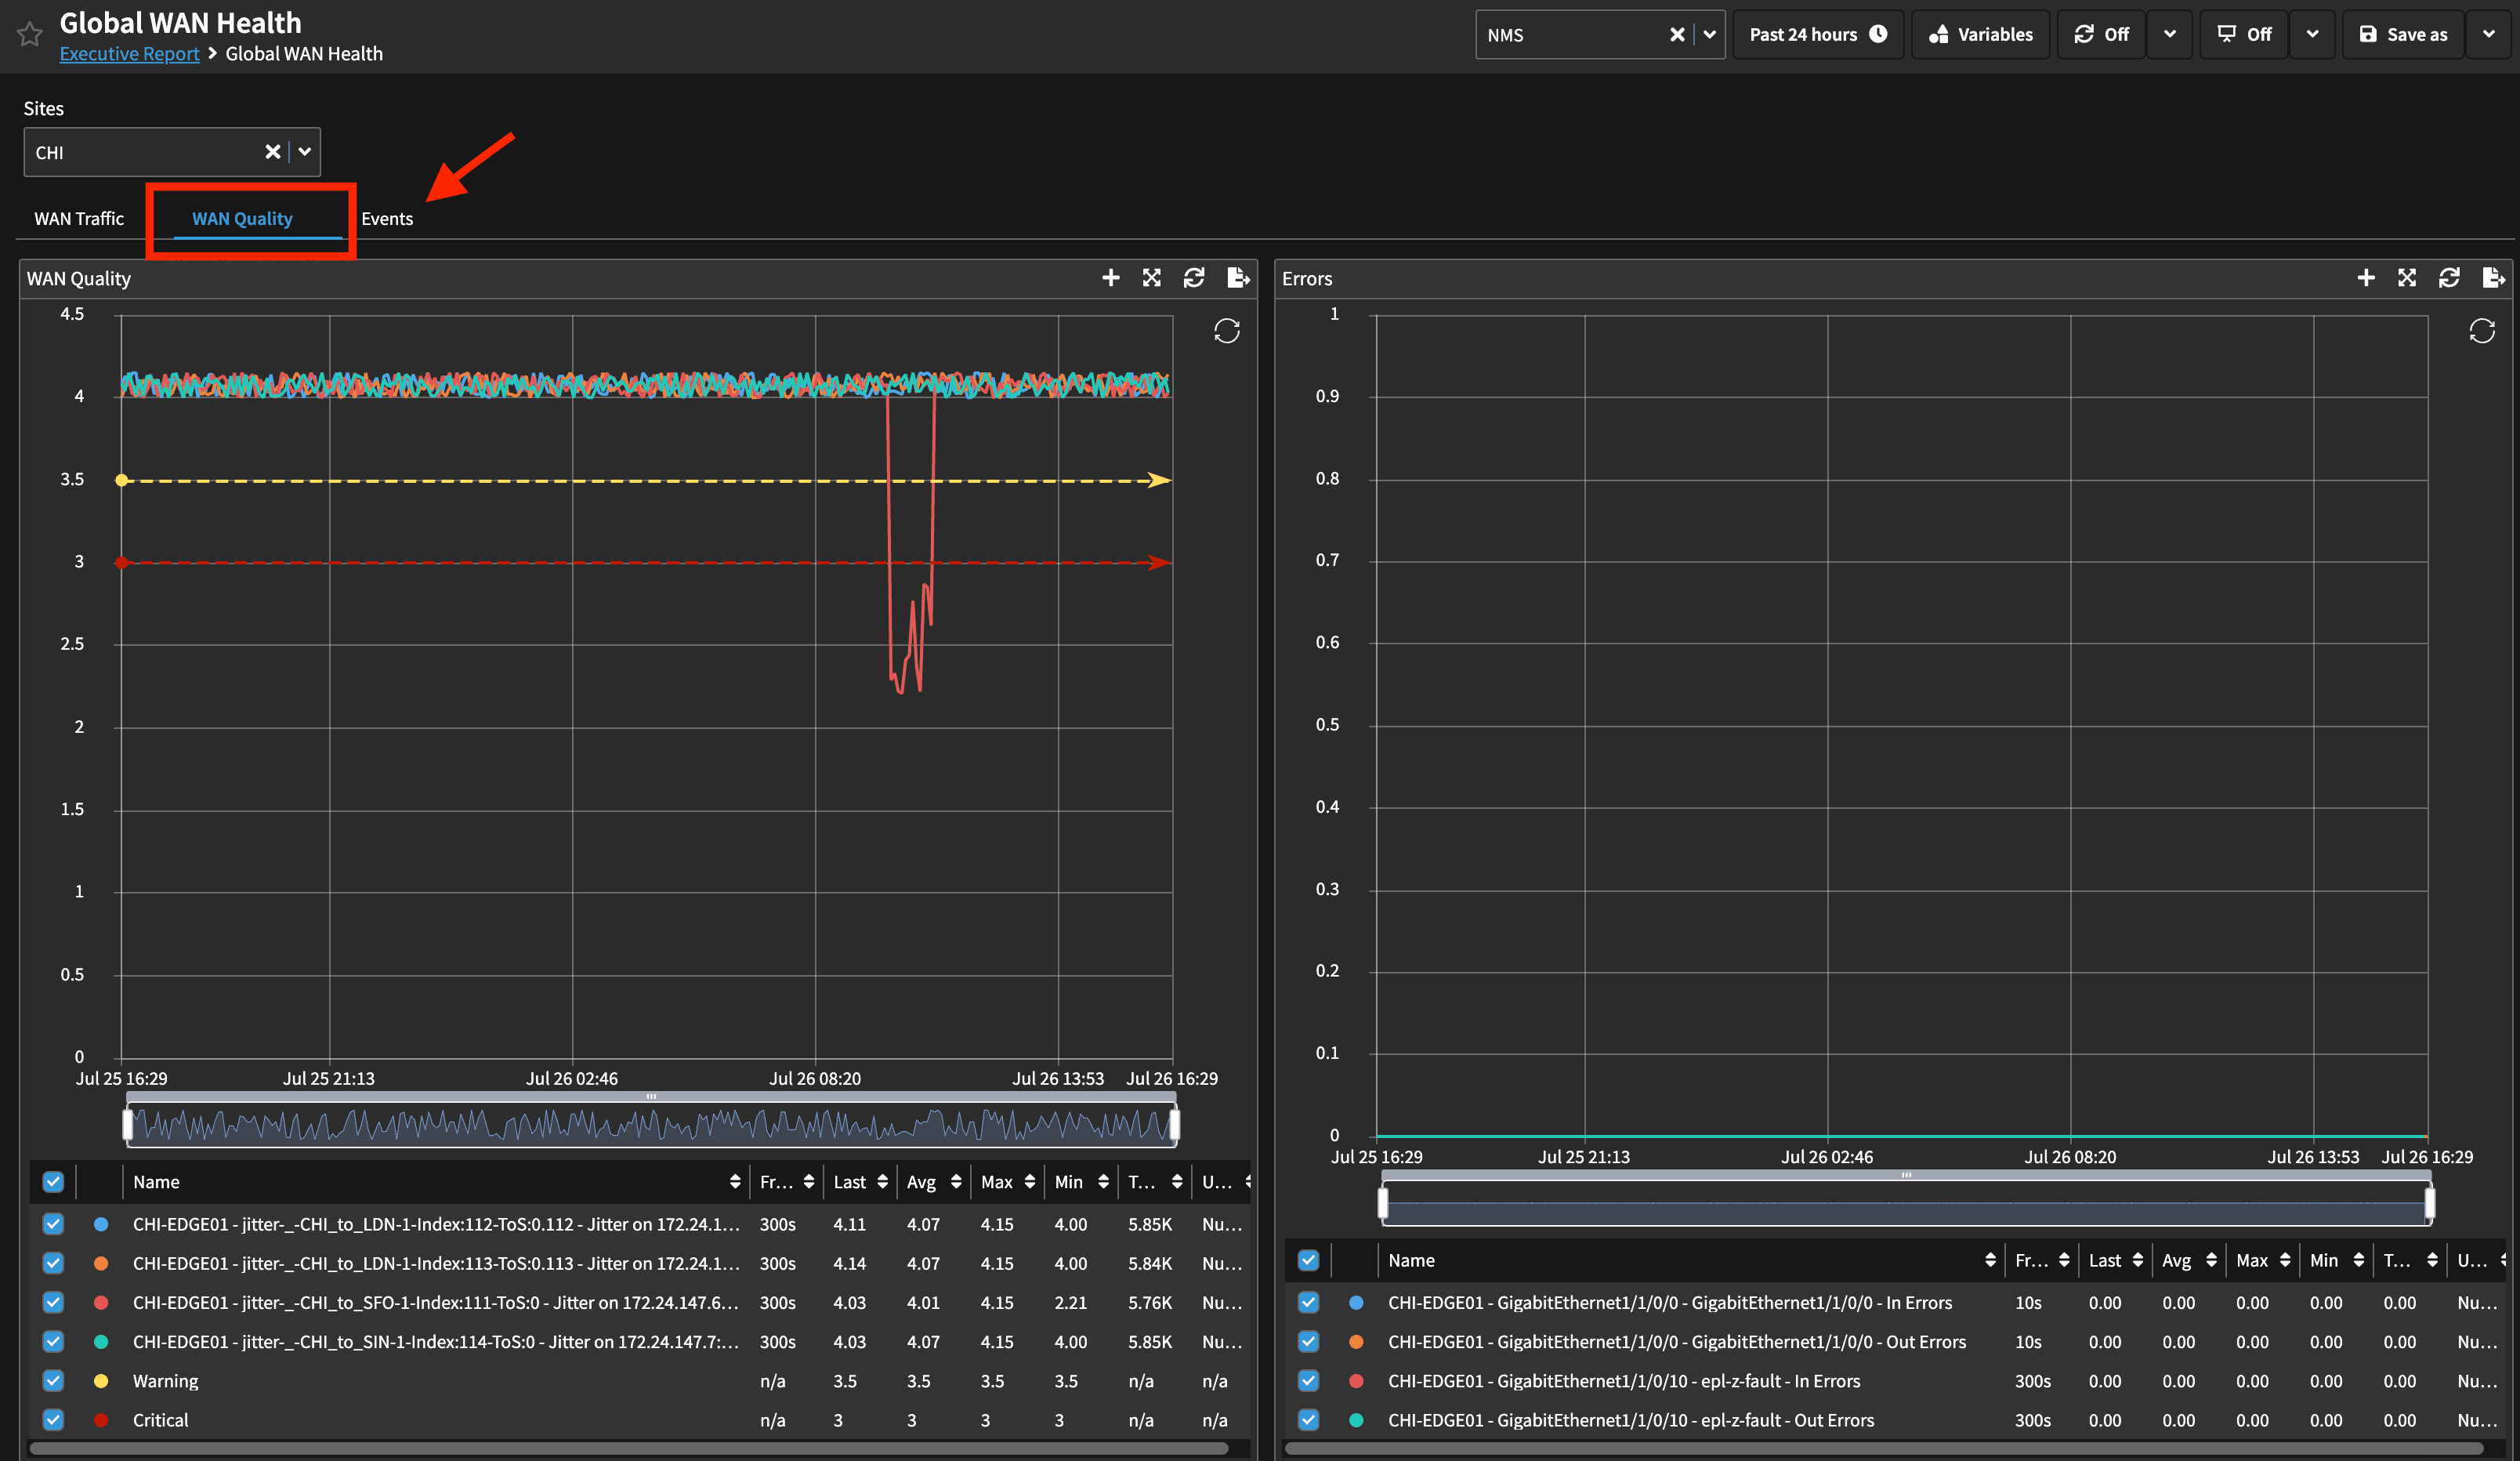 Global WAN Health
Executive Report > Global WAN Health
NMS
Past 24 hours
Variables
Off
Off
Save as
Sites
CHI
WAN Traffic
WAN Quality
Events
WAN Quality
4.5
4
3.5
3
2.5
2
1.5
1
0.5
0
Jul 25 16:29 Jul 25 21:13 Jul 26 02:46 Jul 26 08:20 Jul 26 13:53 Jul 26 16:29
Name Fr... Last Avg Max Min T... U...
CHI-EDGE01 - jitter-_-CHI_to_LDN-1-Index:112-ToS:0.112 - Jitter on 172.24.1... 300s 4.11 4.07 4.15 4.00 5.85K Nu...
CHI-EDGE01 - jitter-_-CHI_to_LDN-1-Index:113-ToS:0.113 - Jitter on 172.24.1... 300s 4.14 4.07 4.15 4.00 5.84K Nu...
CHI-EDGE01 - jitter-_-CHI_to_SFO-1-Index:111-ToS:0 - Jitter on 172.24.147.6... 300s 4.03 4.01 4.15 2.21 5.76K Nu...
CHI-EDGE01 - jitter-_-CHI_to_SIN-1-Index:114-ToS:0 - Jitter on 172.24.147.7:... 300s 4.03 4.07 4.15 4.00 5.85K Nu...
Warning n/a 3.5 3.5 3.5 3.5 n/a n/a
Critical n/a 3 3 3 3 n/a n/a
Errors
1
0.9
0.8
0.7
0.6
0.5
0.4
0.3
0.2
0.1
0
Jul 25 16:29 Jul 25 21:13 Jul 26 02:46 Jul 26 08:20 Jul 26 13:53 Jul 26 16:29
Name Fr... Last Avg Max Min T... U...
CHI-EDGE01 - GigabitEthernet1/1/0/0 - GigabitEthernet1/1/0/0 - In Errors 10s 0.00 0.00 0.00 0.00 0.00 Nu...
CHI-EDGE01 - GigabitEthernet1/1/0/0 - GigabitEthernet1/1/0/0 - Out Errors 10s 0.00 0.00 0.00 0.00 0.00 Nu...
CHI-EDGE01 - GigabitEthernet1/1/0/10 - epl-z-fault - In Errors 300s 0.00 0.00 0.00 0.00 0.00 Nu...
CHI-EDGE01 - GigabitEthernet1/1/0/10 - epl-z-fault - Out Errors 300s 0.00 0.00 0.00 0.00 0.00 Nu...